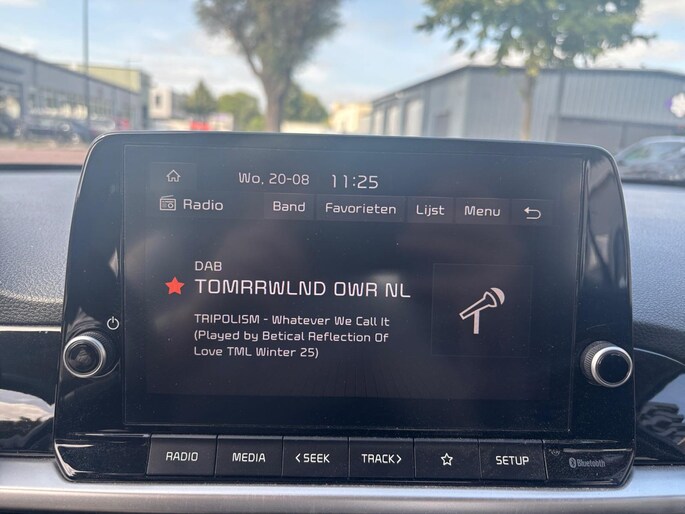 Wo, 20-08 11:25
Radio Band Favorieten Lijst Menu
DAB
TOMRRWLND OWR NL
TRIPOLISM - Whatever We Call It
(Played by Betical Reflection Of
Love TML Winter 25)
RADIO MEDIA <SEEK TRACK> SETUP Bluetooth